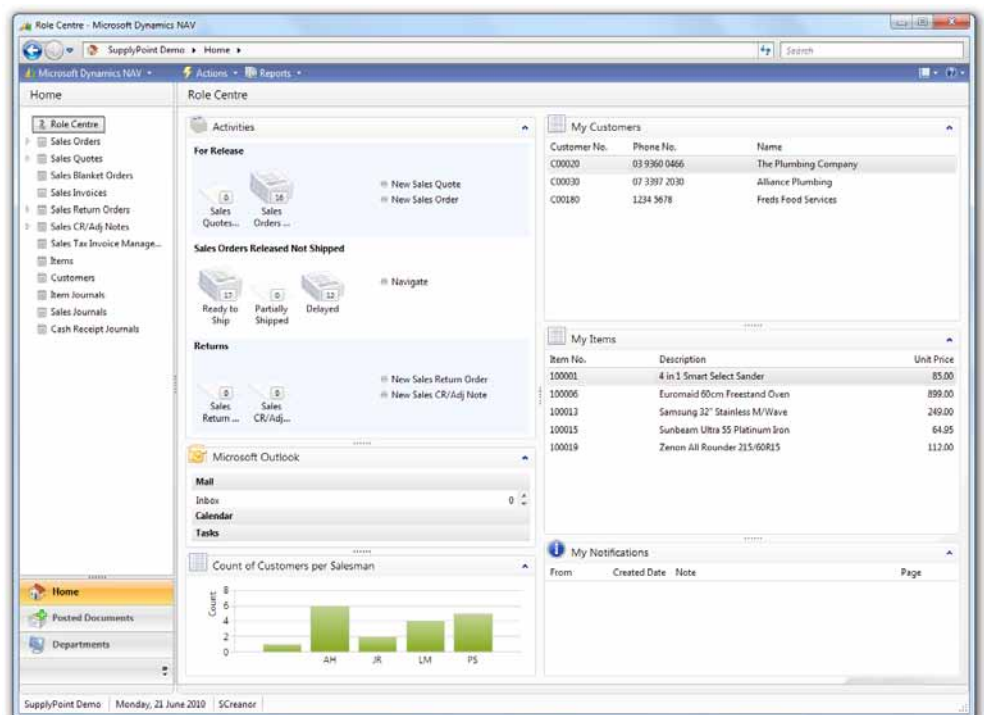 Role Centre - Microsoft Dynamics NAV
SupplyPoint Demo Home
Search
Microsoft Dynamics NAV Actions Reports
Home
Role Centre
Sales Orders
Sales Quotes
Sales Blanket Orders
Sales Invoices
Sales Return Orders
Sales CR/Adj Notes
Sales Tax Invoice Manage...
Items
Customers
Item Journals
Sales Journals
Cash Receipt Journals
Home
Posted Documents
Departments
Role Centre
Activities
For Release
0
Sales Quotes...
16
Sales Orders ...
New Sales Quote
New Sales Order
Sales Orders Released Not Shipped
17
Ready to Ship
0
Partially Shipped
12
Delayed
Navigate
Returns
0
Sales Return ...
0
Sales CR/Adj...
New Sales Return Order
New Sales CR/Adj Note
Microsoft Outlook
Mail
Inbox 0
Calendar
Tasks
Count of Customers per Salesman
Count
8
6
4
2
0
AH JR LM PS
My Customers
Customer No. Phone No. Name
C00020 03 9360 0466 The Plumbing Company
C00030 07 3397 2030 Alliance Plumbing
C00180 1234 5678 Freds Food Services
My Items
Item No. Description Unit Price
100001 4 in 1 Smart Select Sander 85.00
100006 Euromaid 60cm Freestand Oven 899.00
100013 Samsung 32" Stainless M/Wave 249.00
100015 Sunbeam Ultra 55 Platinum Iron 64.95
100019 Zenon All Rounder 215/60R15 112.00
My Notifications
From Created Date Note Page
SupplyPoint Demo Monday, 21 June 2010 SCreanor